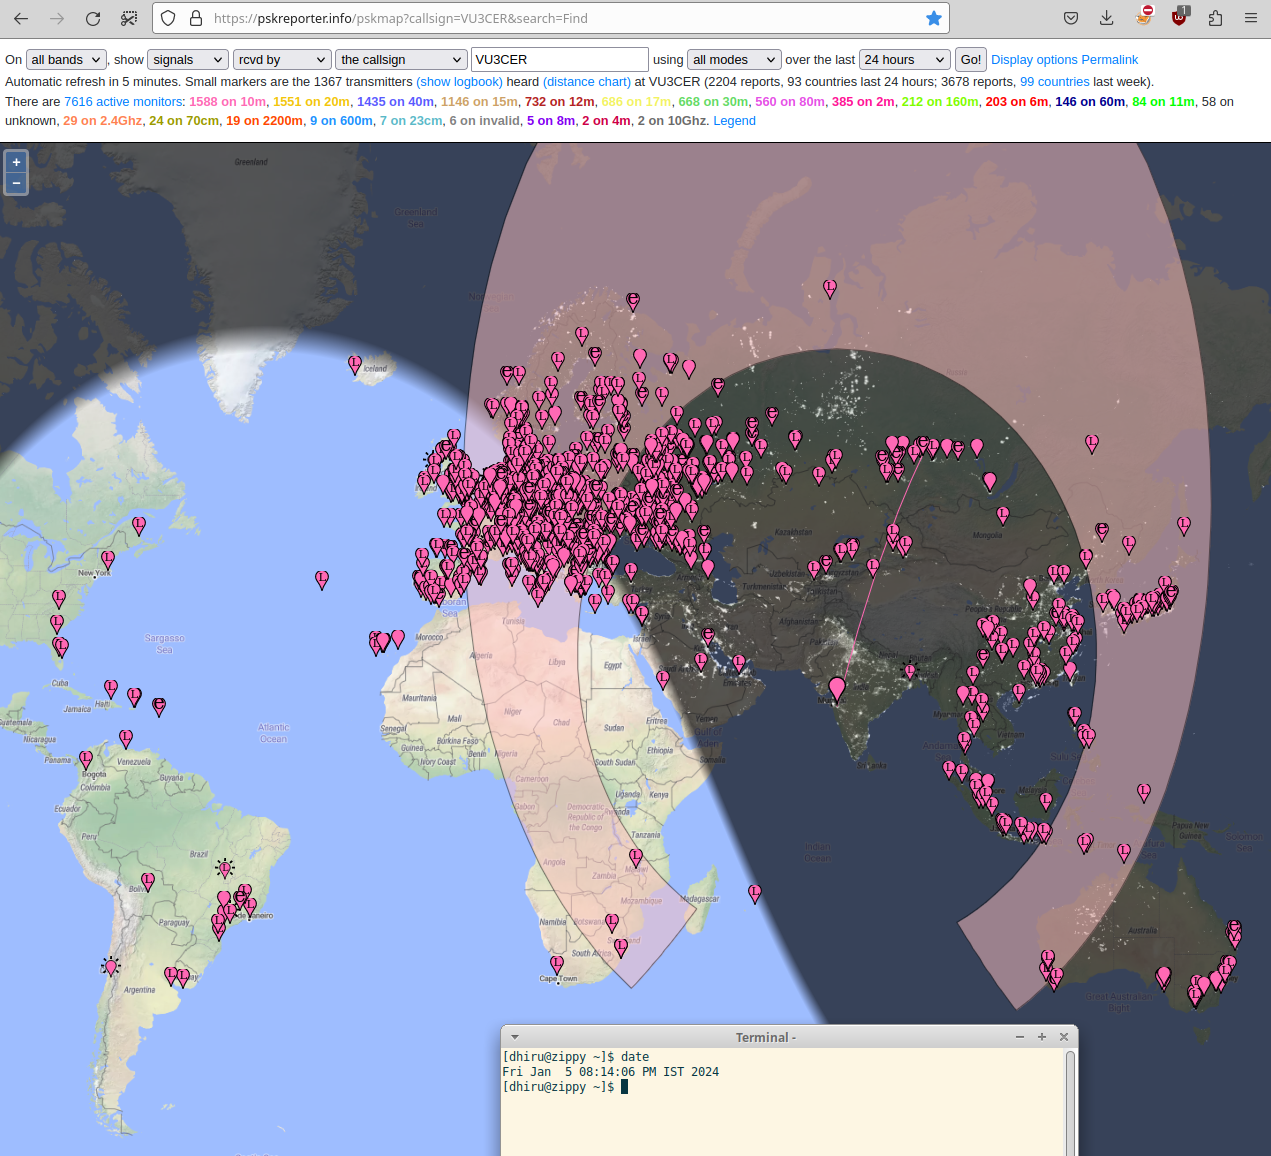 https://pskreporter.info/pskmap?callsign=VU3CER&search=Find
1
On all bands , show signals rcvd by the callsign VU3CER using all modes over the last 24 hours Go! Display options Permalink
Automatic refresh in 5 minutes. Small markers are the 1367 transmitters (show logbook) heard (distance chart) at VU3CER (2204 reports, 93 countries last 24 hours; 3678 reports, 99 countries last week).
There are 7616 active monitors: 1588 on 10m, 1551 on 20m, 1435 on 40m, 1146 on 15m, 732 on 12m, 686 on 17m, 668 on 30m, 560 on 80m, 385 on 2m, 212 on 160m, 203 on 6m, 146 on 60m, 84 on 11m, 58 on
unknown, 29 on 2.4Ghz, 24 on 70cm, 19 on 2200m, 9 on 600m, 7 on 23cm, 6 on invalid, 5 on 8m, 2 on 4m, 2 on 10Ghz. Legend
+
−
Greenland
Greenland
Sea
Iceland
Russia
Kazakhstan
Mongolia
New York
Sargasso
Sea
Cuba
Haiti
Jamaica
Nicaragua
Panama
Venezuela
Bogota
Colombia
Guyana
Ecuador
Peru
Brazil
Paraguay
Argentina
Atlantic
Ocean
Morocco
Algeria
Tunisia
Libya
Egypt
Mauritania
Mali
Niger
Chad
Sudan
Eritrea
Yemen
Senegal
Guinea
Burkina Faso
Benin
Nigeria
Ivory Coast
Cameroon
South Sudan
Ethiopia
Somalia
Gulf of
Aden
Uganda
Kenya
Gabon
Democratic
Republic of
the Congo
Tanzania
Angola
Zambia
Mozambique
Madagascar
Namibia
Botswana
South Africa
Cape Town
Afghanistan
Indian
Ocean
Vietnam
Papua New
Guinea
Solomon
Australia
Great Australian
Bight
Terminal -
[dhiru@zippy ~]$ date
Fri Jan  5 08:14:06 PM IST 2024
[dhiru@zippy ~]$